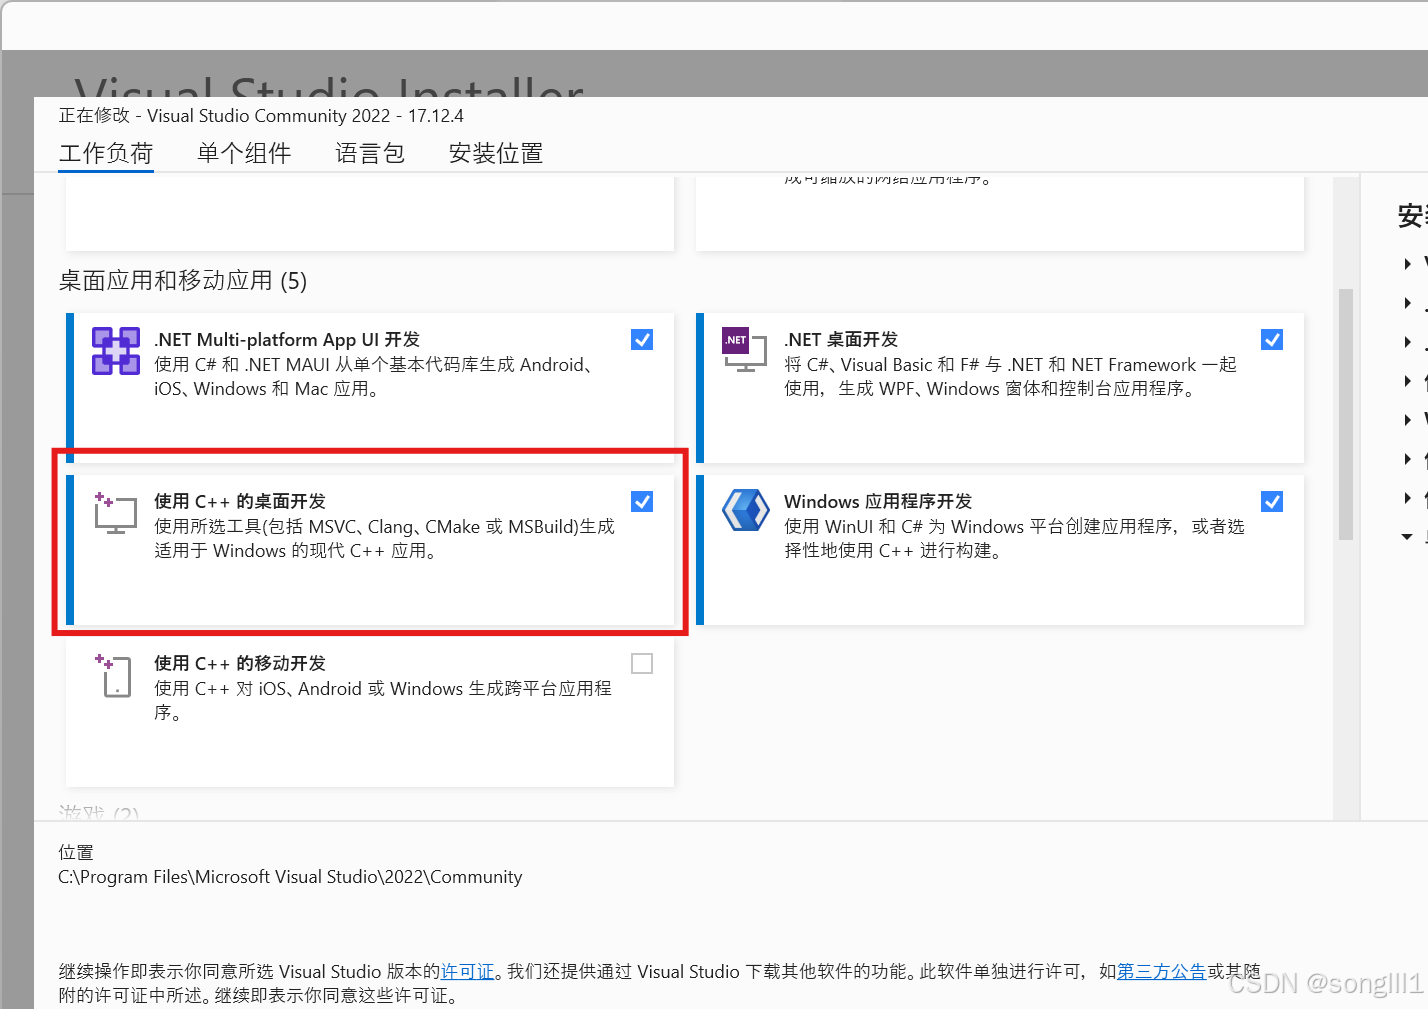 Visual Studio Installer
正在修改 - Visual Studio Community 2022 - 17.12.4
工作负荷 单个组件 语言包 安装位置
成可缩放的网络应用程序。
安装
桌面应用和移动应用 (5)
.NET Multi-platform App UI 开发
使用 C# 和 .NET MAUI 从单个基本代码库生成 Android、
iOS、Windows 和 Mac 应用。
.NET
.NET 桌面开发
将 C#、Visual Basic 和 F# 与 .NET 和 NET Framework 一起
使用，生成 WPF、Windows 窗体和控制台应用程序。
使用 C++ 的桌面开发
使用所选工具(包括 MSVC、Clang、CMake 或 MSBuild)生成
适用于 Windows 的现代 C++ 应用。
Windows 应用程序开发
使用 WinUI 和 C# 为 Windows 平台创建应用程序，或者选
择性地使用 C++ 进行构建。
使用 C++ 的移动开发
使用 C++ 对 iOS、Android 或 Windows 生成跨平台应用程
序。
游戏 (2)
位置
C:\Program Files\Microsoft Visual Studio\2022\Community
继续操作即表示你同意所选 Visual Studio 版本的许可证。我们还提供通过 Visual Studio 下载其他软件的功能。此软件单独进行许可，如第三方公告或其随
附的许可证中所述。继续即表示你同意这些许可证。
CSDN @songlll1